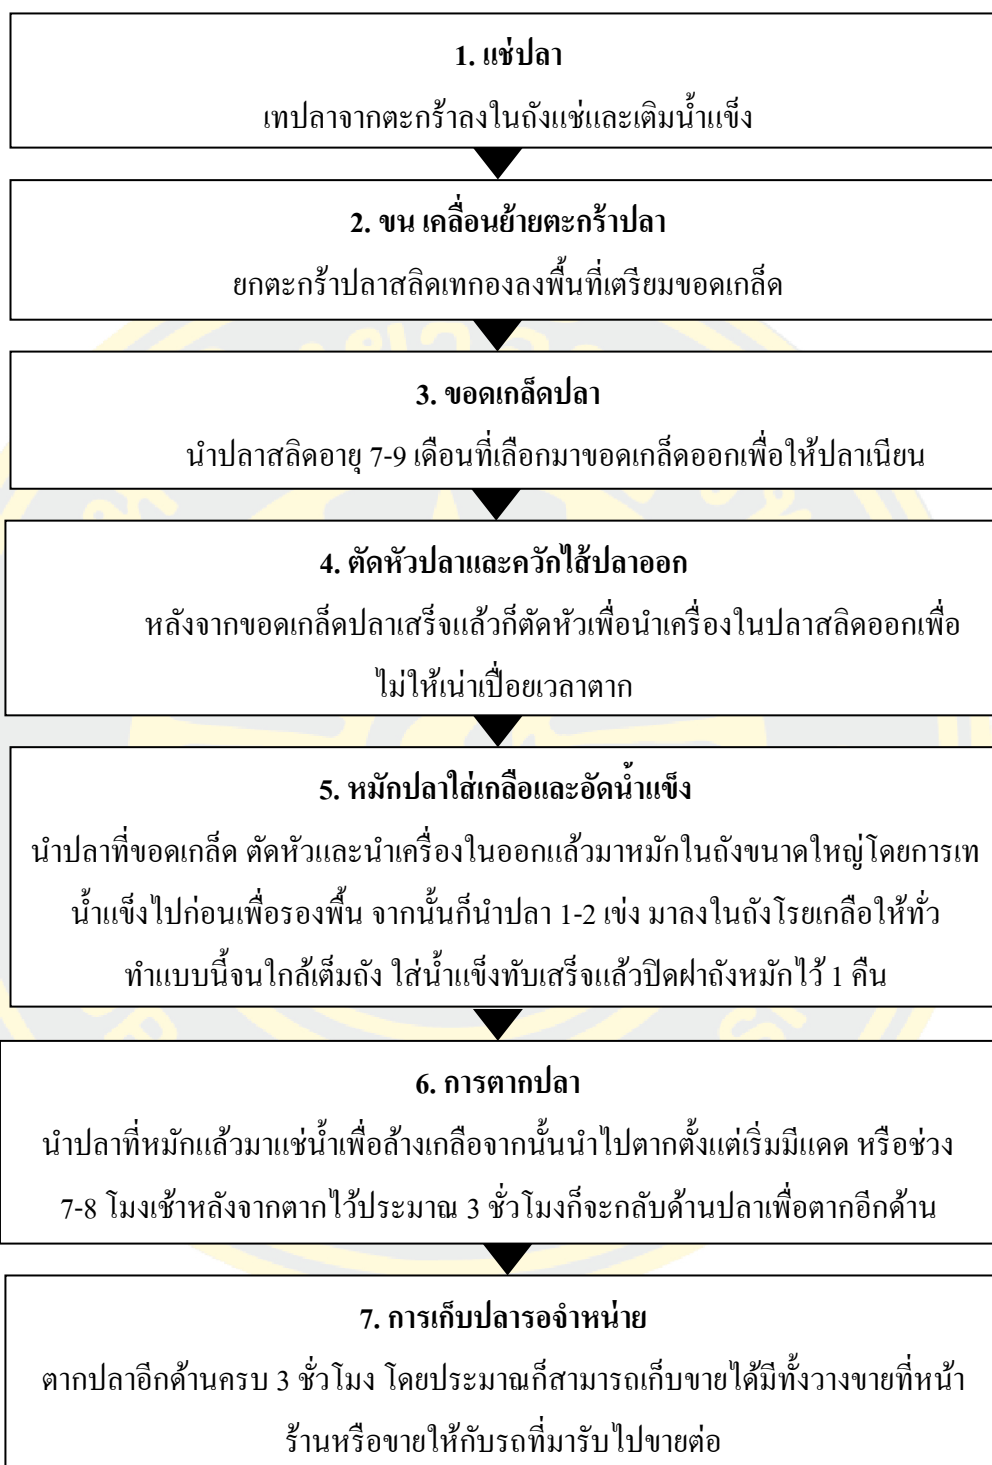 1. แช่ปลา
เทปลาจากตะกร้าลงในถังแช่และเติมน้ำแข็ง
2. ขน เคลื่อนย้ายตะกร้าปลา
ยกตะกร้าปลาสลิดเทกองลงพื้นที่เตรียมขอดเกล็ด
3. ขอดเกล็ดปลา
นำปลาสลิดอายุ 7-9 เดือนที่เลือกมาขอดเกล็ดออกเพื่อให้ปลาเนียน
4. ตัดหัวปลาและควักไส้ปลาออก
หลังจากขอดเกล็ดปลาเสร็จแล้วก็ตัดหัวเพื่อนำเครื่องในปลาสลิดออกเพื่อ
ไม่ให้เน่าเปื่อยเวลาตาก
5. หมักปลาใส่เกลือและอัดน้ำแข็ง
นำปลาที่ขอดเกล็ด ตัดหัวและนำเครื่องในออกแล้วมาหมักในถังขนาดใหญ่โดยการเท
น้ำแข็งไปก่อนเพื่อรองพื้น จากนั้นก็นำปลา 1-2 เข่ง มาลงในถังโรยเกลือให้ทั่ว
ทำแบบนี้จนใกล้เต็มถัง ใส่น้ำแข็งทับเสร็จแล้วปิดฝาถังหมักไว้ 1 คืน
6. การตากปลา
นำปลาที่หมักแล้วมาแช่น้ำเพื่อล้างเกลือจากนั้นนำไปตากตั้งแต่เริ่มมีแดด หรือช่วง
7-8 โมงเช้าหลังจากตากไว้ประมาณ 3 ชั่วโมงก็จะกลับด้านปลาเพื่อตากอีกด้าน
7. การเก็บปลารอจำหน่าย
ตากปลาอีกด้านครบ 3 ชั่วโมง โดยประมาณก็สามารถเก็บขายได้มีทั้งวางขายที่หน้า
ร้านหรือขายให้กับรถที่มารับไปขายต่อ